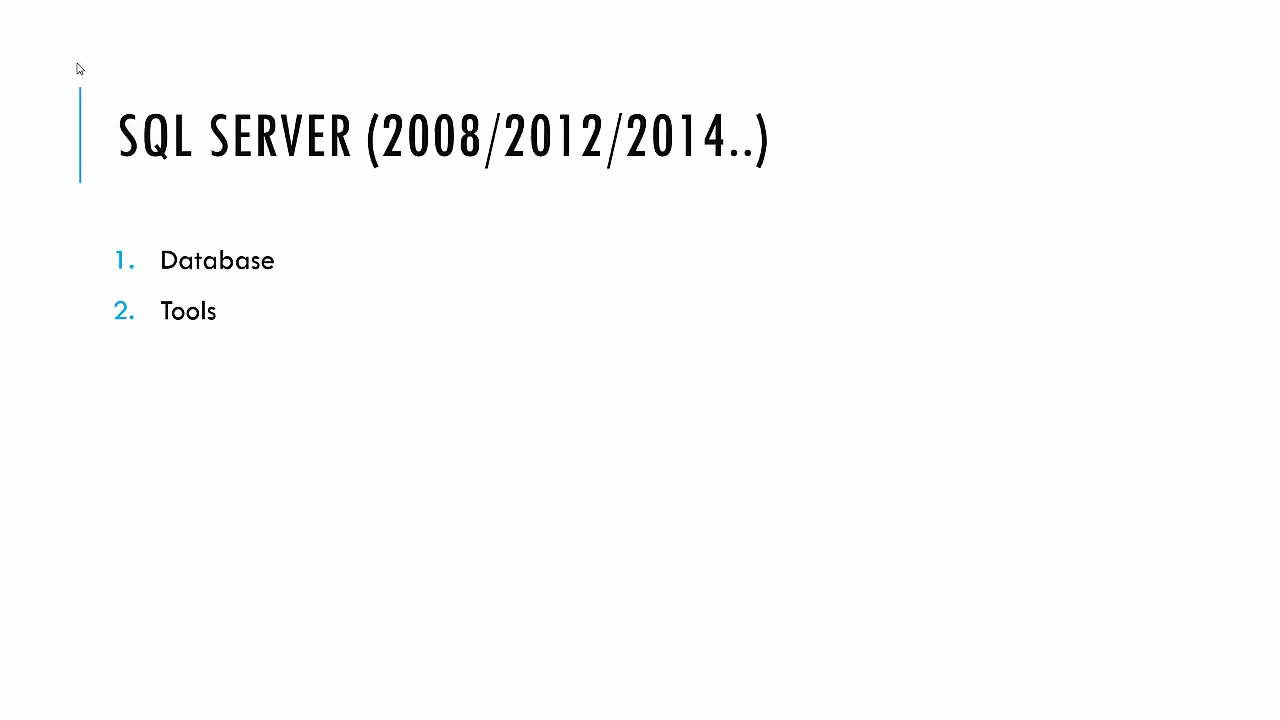 SQL SERVER (2008/2012/2014..)
1. Database
2. Tools